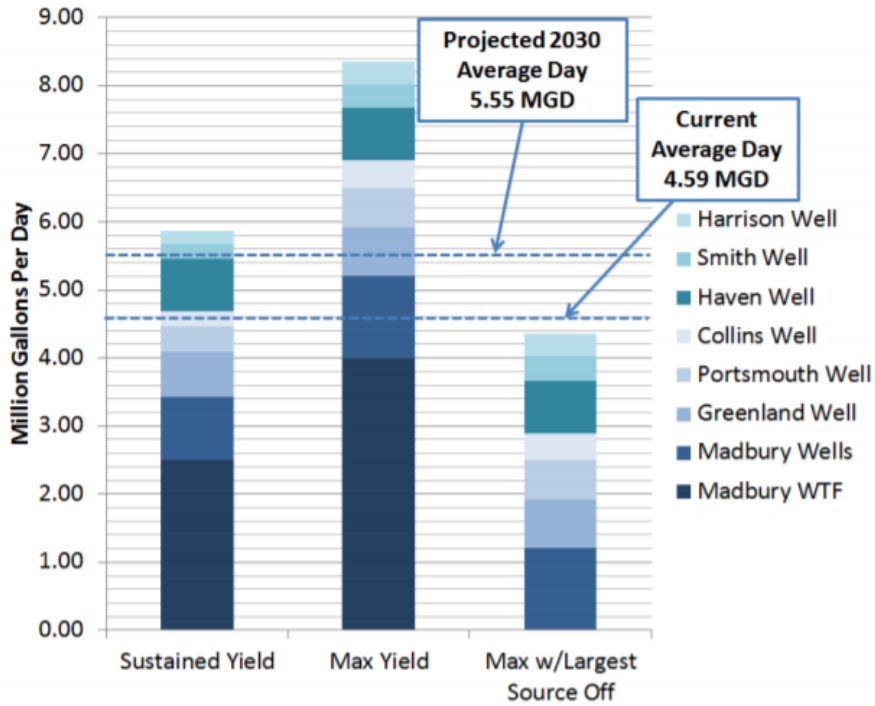 9.00
8.00
7.00
6.00
5.00
4.00
3.00
2.00
1.00
0.00
Million Gallons Per Day
Projected 2030
Average Day
5.55 MGD
Current
Average Day
4.59 MGD
Harrison Well
Smith Well
Haven Well
Collins Well
Portsmouth Well
Greenland Well
Madbury Wells
Madbury WTF
Sustained Yield
Max Yield
Max w/Largest
Source Off